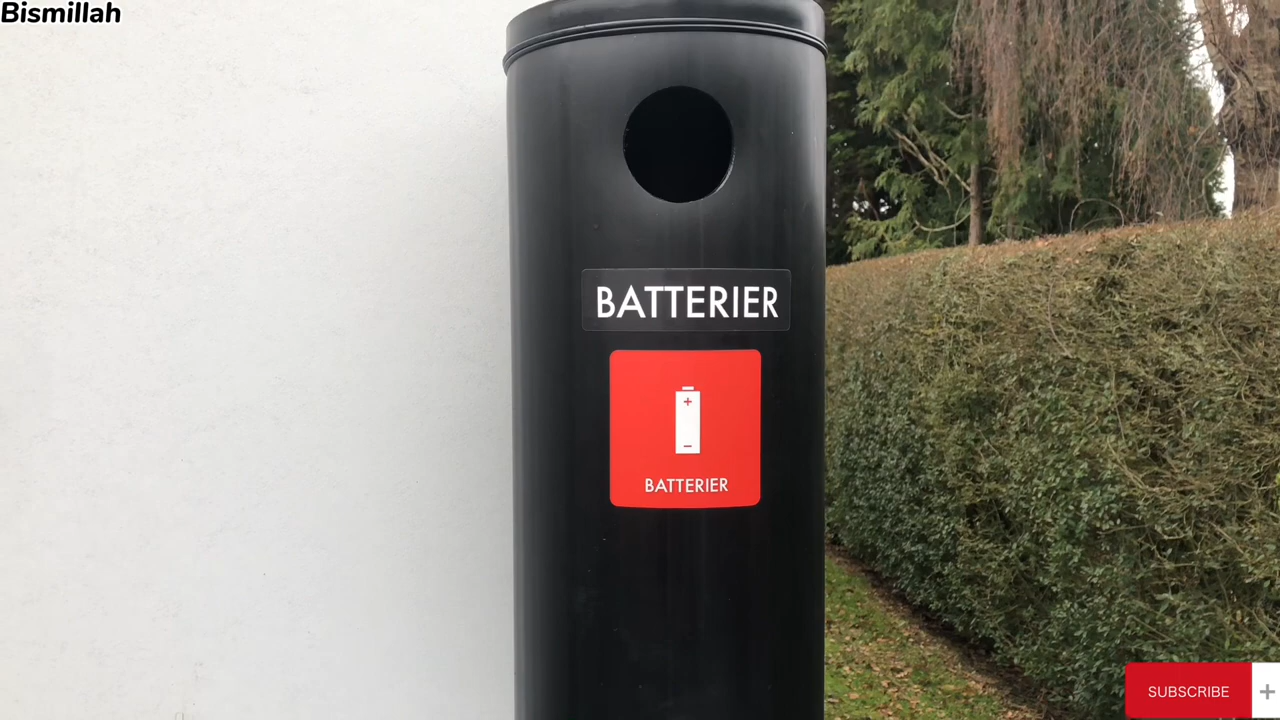 Bismillah
BATTERIER
+
−
BATTERIER
SUBSCRIBE +